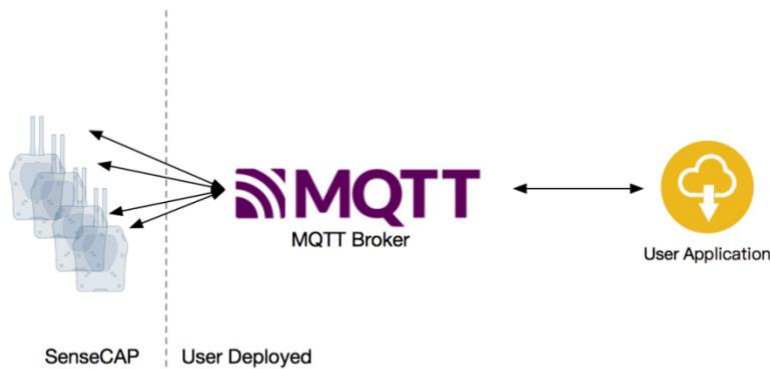 MQTT
MQTT Broker
User Application
SenseCAP
User Deployed